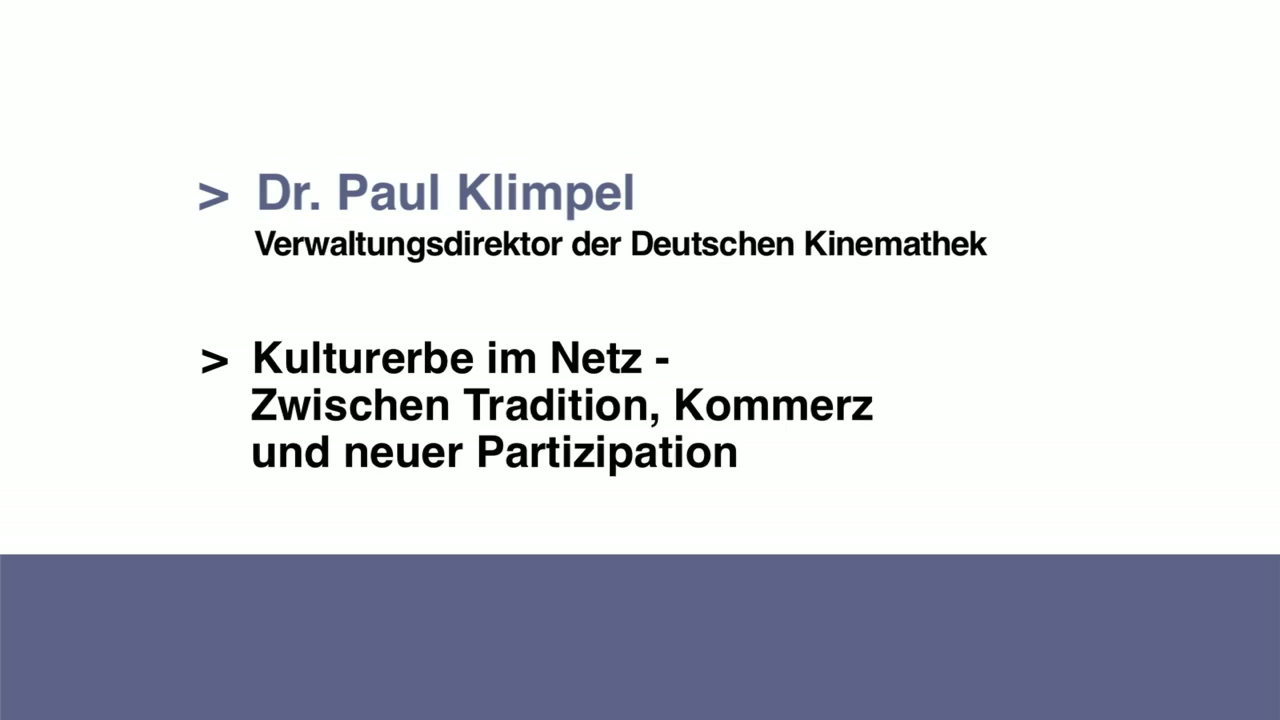 > Dr. Paul Klimpel
Verwaltungsdirektor der Deutschen Kinemathek
> Kulturerbe im Netz -
Zwischen Tradition, Kommerz
und neuer Partizipation